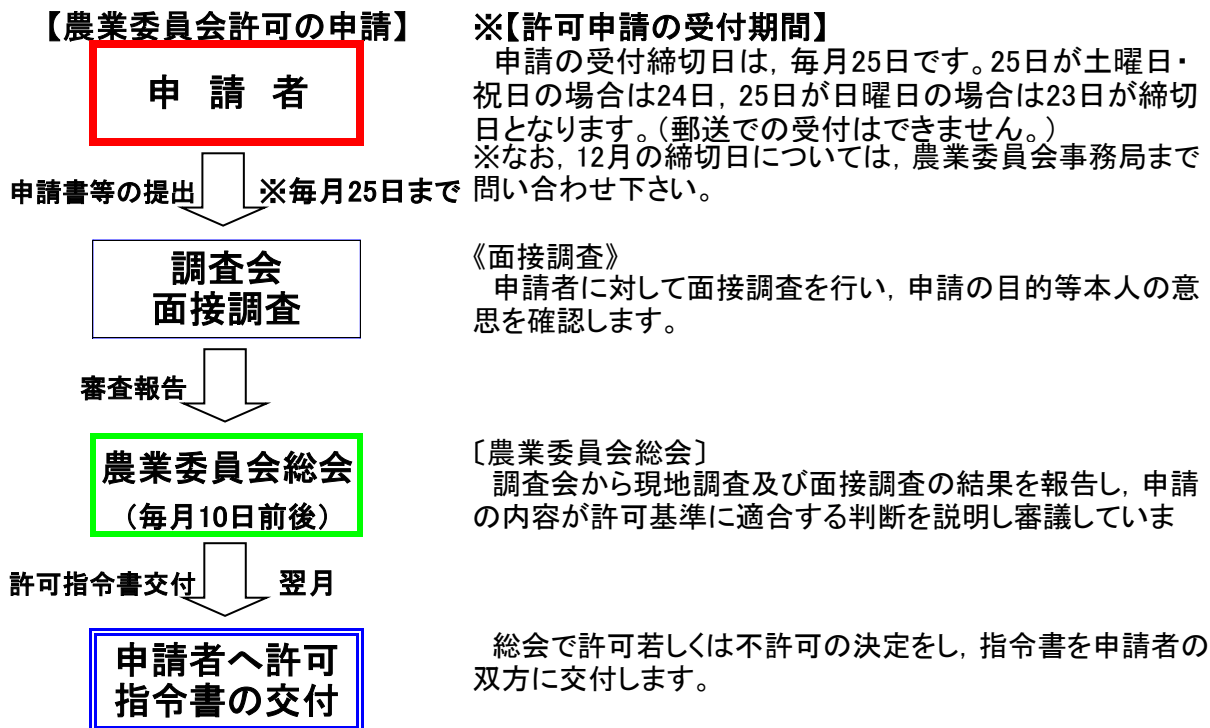 【農業委員会許可の申請】
※【許可申請の受付期間】
申 請 者
申請の受付締切日は，毎月25日です。25日が土曜日・
祝日の場合は24日，25日が日曜日の場合は23日が締切
日となります。（郵送での受付はできません。）
※なお，12月の締切日については，農業委員会事務局まで
問い合わせ下さい。
申請書等の提出
※毎月25日まで
調査会
面接調査
《面接調査》
申請者に対して面接調査を行い，申請の目的等本人の意
思を確認します。
審査報告
農業委員会総会
（毎月10日前後）
〔農業委員会総会〕
調査会から現地調査及び面接調査の結果を報告し，申請
の内容が許可基準に適合する判断を説明し審議していま
許可指令書交付
翌月
申請者へ許可
指令書の交付
総会で許可若しくは不許可の決定をし，指令書を申請者の
双方に交付します。